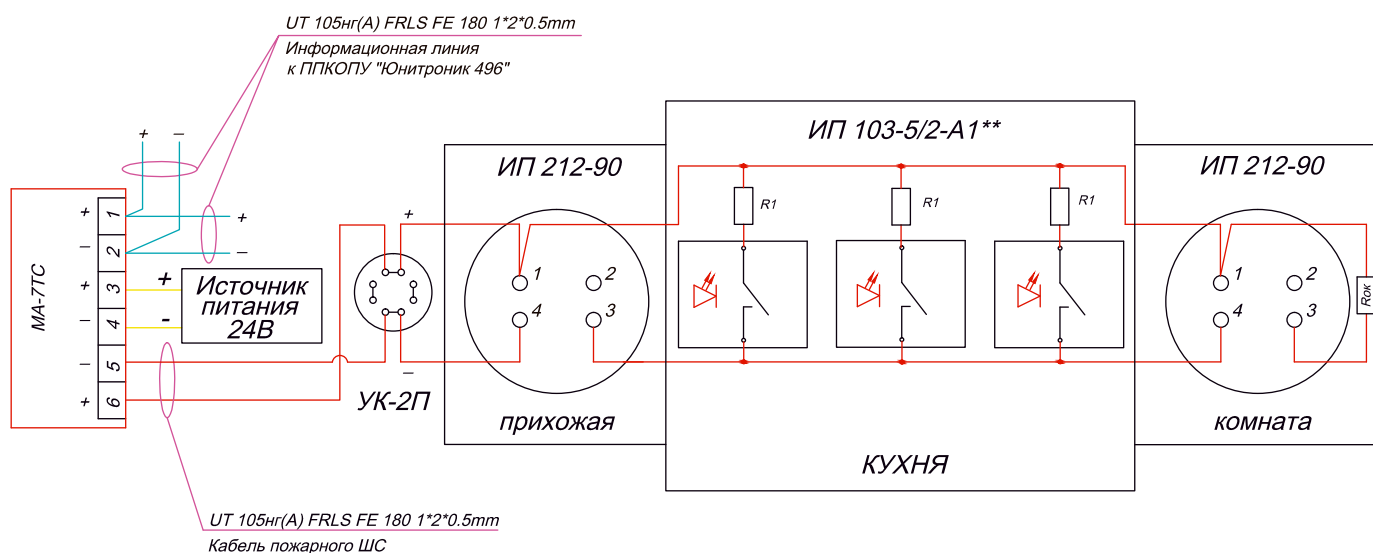 UT 105нг(А) FRLS FE 180 1*2*0.5mm
Информационная линия
к ППКОПУ "Юнитроник 496"
+ –
МА-7ТС
+ 1 +
– 2 –
+ 3 +
– 4 -
– 5
+ 6
Источник
питания
24В
+
–
УК-2П
ИП 212-90
1 2
4 3
прихожая
ИП 103-5/2-А1**
R1 R1 R1
КУХНЯ
ИП 212-90
1 2
4 3
Rок
комната
UT 105нг(А) FRLS FE 180 1*2*0.5mm
Кабель пожарного ШС